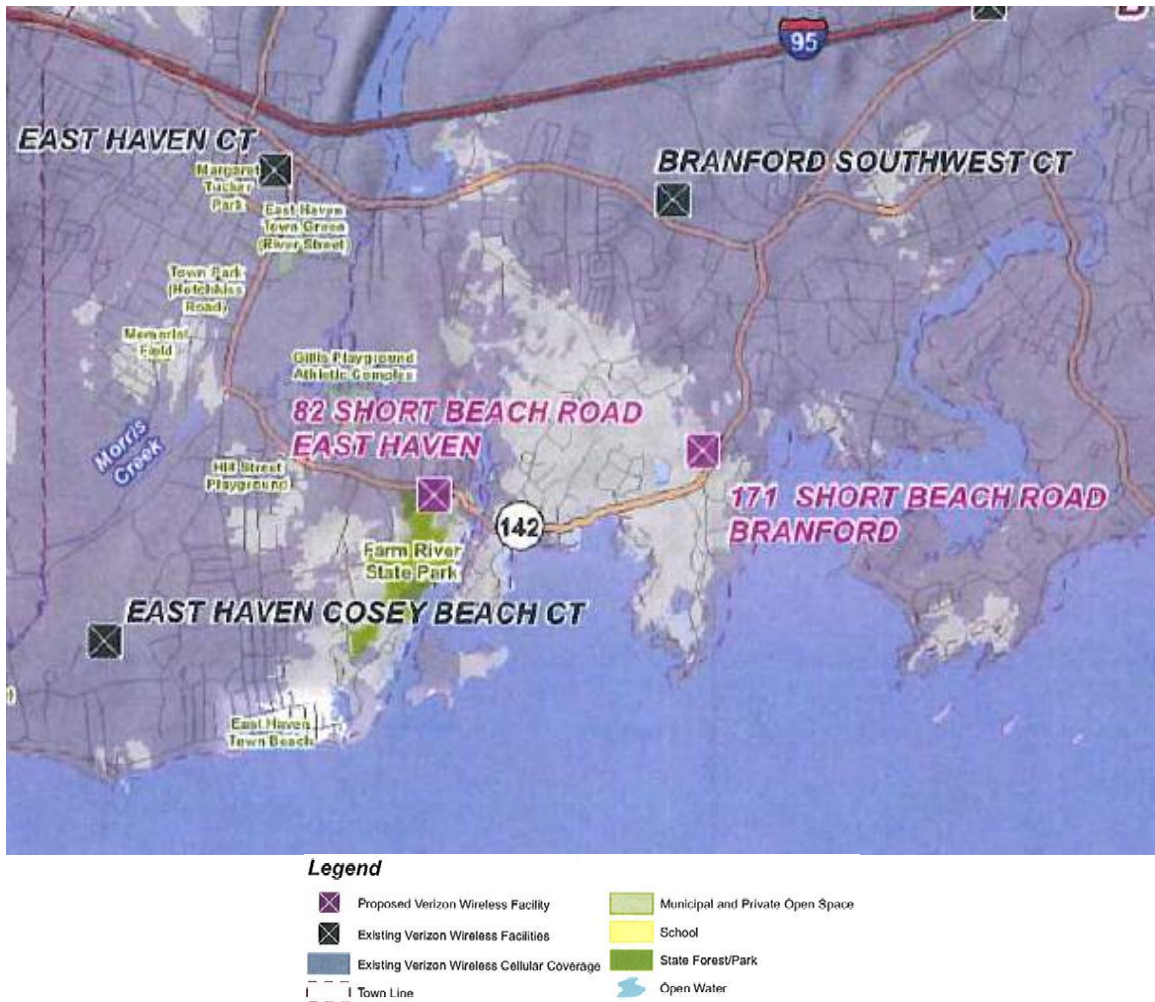 95
EAST HAVEN CT
BRANFORD SOUTHWEST CT
Margaret
Tucker
Park
East Haven
Town Green
(River Street)
Town Park
(Hotchkiss
Road)
Memorial
Field
Gillis Playground
Athletic Complex
82 SHORT BEACH ROAD
EAST HAVEN
Morris
Creek
Hill Street
Playground
171 SHORT BEACH ROAD
BRANFORD
142
Farm River
State Park
EAST HAVEN COSEY BEACH CT
East Haven
Town Beach
Legend
Proposed Verizon Wireless Facility
Existing Verizon Wireless Facilities
Existing Verizon Wireless Cellular Coverage
Town Line
Municipal and Private Open Space
School
State Forest/Park
Open Water